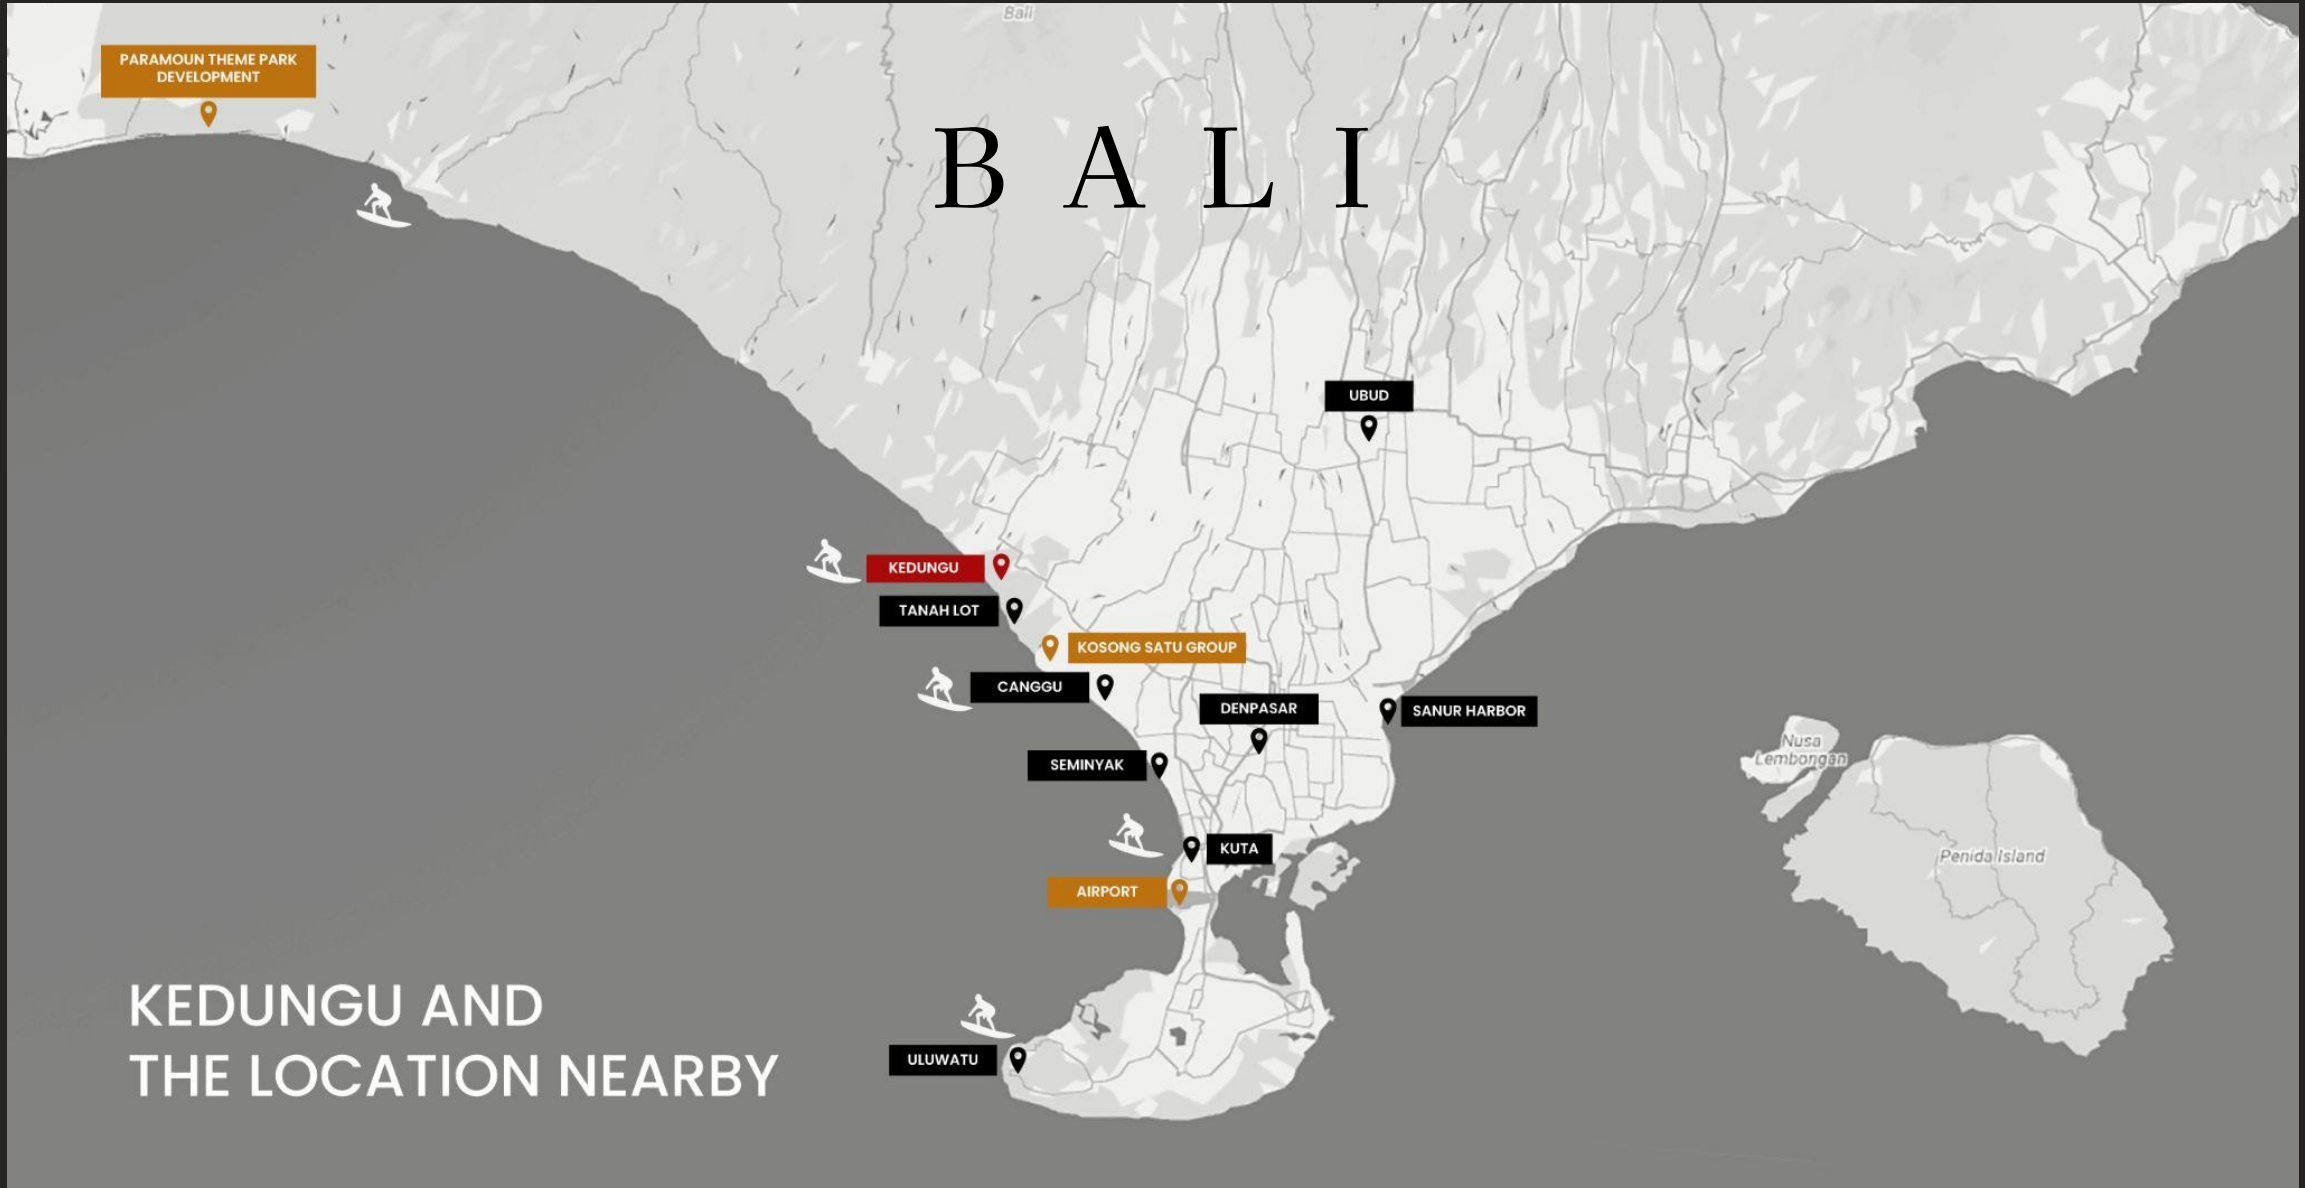 Bali
PARAMOUN THEME PARK
DEVELOPMENT
BALI
UBUD
KEDUNGU
TANAH LOT
KOSONG SATU GROUP
CANGGU
DENPASAR
SANUR HARBOR
SEMINYAK
Nusa
Lembongan
KUTA
Penida Island
AIRPORT
KEDUNGU AND
THE LOCATION NEARBY
ULUWATU